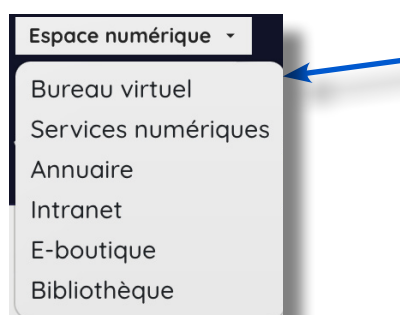 Espace numérique
Bureau virtuel
Services numériques
Annuaire
Intranet
E-boutique
Bibliothèque